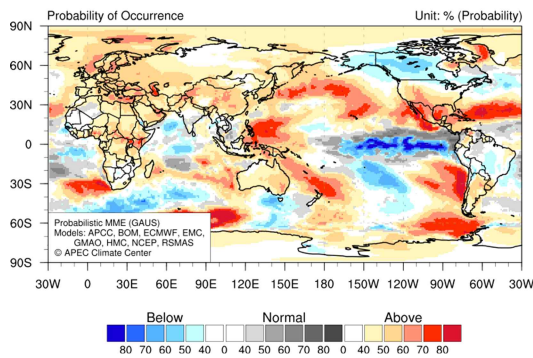 Probability of Occurrence
Unit: % (Probability)
90N
60N
30N
0
30S
60S
90S
Probabilistic MME (GAUS)
Models: APCC, BOM, ECMWF, EMC,
GMAO, HMC, NCEP, RSMAS
© APEC Climate Center
30W 0 30E 60E 90E 120E 150E 180 150W 120W 90W 60W 30W
Below Normal Above
80 70 60 50 40 0 40 50 60 70 80 0 40 50 60 70 80